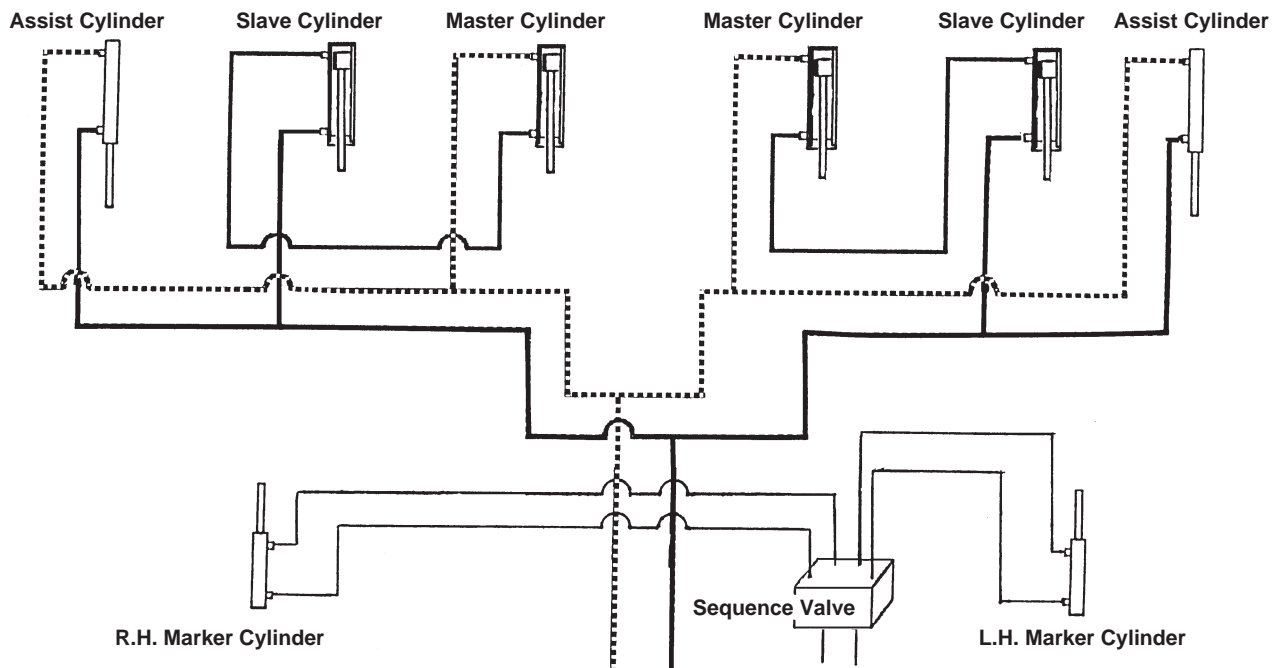 Assist Cylinder
Slave Cylinder
Master Cylinder
Master Cylinder
Slave Cylinder
Assist Cylinder
Sequence Valve
R.H. Marker Cylinder
L.H. Marker Cylinder